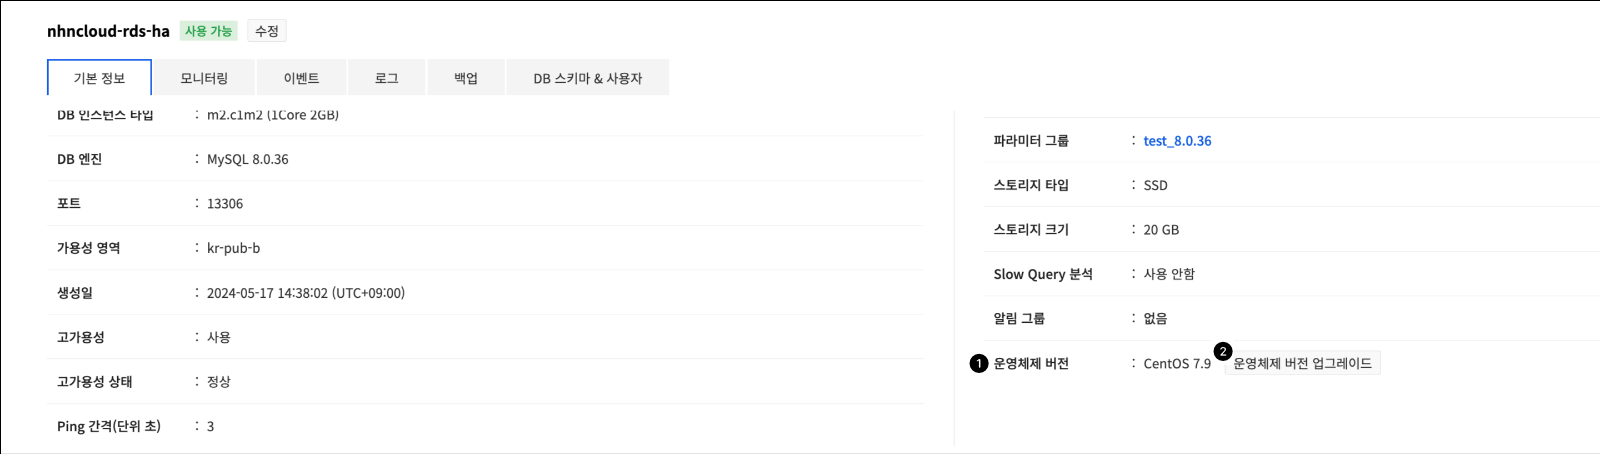 nhncloud-rds-ha 사용 가능 수정
기본 정보 모니터링 이벤트 로그 백업 DB 스키마 & 사용자
DB 인스턴스 타입 : m2.c1m2 (1Core 2GB)
DB 엔진 : MySQL 8.0.36
포트 : 13306
가용성 영역 : kr-pub-b
생성일 : 2024-05-17 14:38:02 (UTC+09:00)
고가용성 : 사용
고가용성 상태 : 정상
Ping 간격(단위 초) : 3
파라미터 그룹 : test_8.0.36
스토리지 타입 : SSD
스토리지 크기 : 20 GB
Slow Query 분석 : 사용 안함
알림 그룹 : 없음
1 운영체제 버전 : CentOS 7.9 2 운영체제 버전 업그레이드